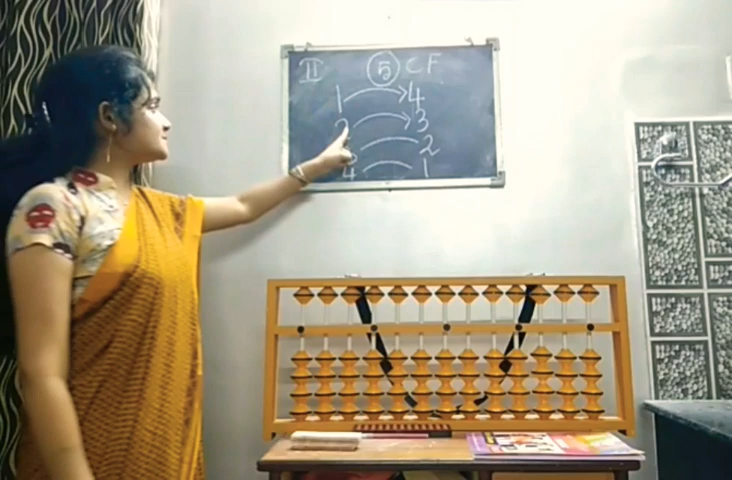 II ⑤ CF
1 → 4
2 → 3
2
4 1